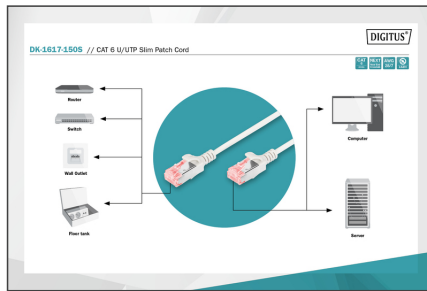 DIGITUS®
DK-1617-150S // CAT 6 U/UTP Slim Patch Cord
Router
Switch
Wall Outlet
Floor tank
Computer
Server